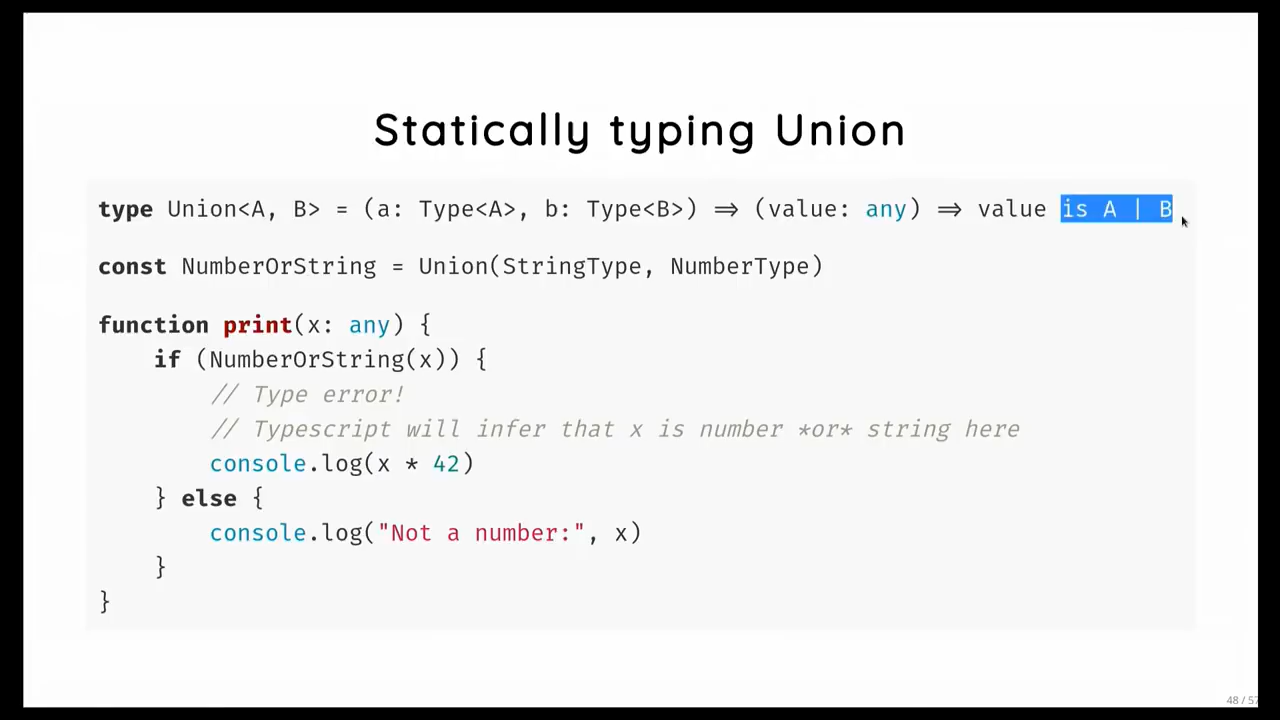 Statically typing Union
type Union<A, B> = (a: Type<A>, b: Type<B>) => (value: any) => value is A | B
const NumberOrString = Union(StringType, NumberType)
function print(x: any) {
if (NumberOrString(x)) {
// Type error!
// Typescript will infer that x is number *or* string here
console.log(x * 42)
} else {
console.log("Not a number:", x)
}
}
48 / 57